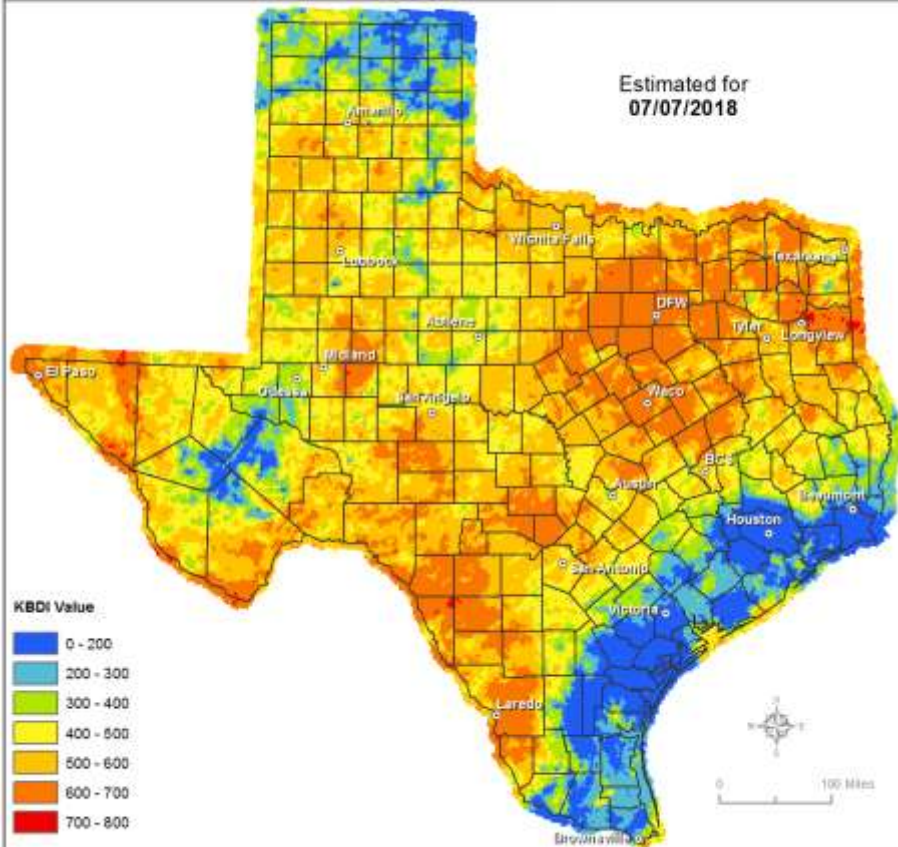 Estimated for
07/07/2018
Amarillo
Wichita Falls
Texarkana
Lubbock
DFW
Abilene
Tyler
Longview
Midland
El Paso
Odessa
San Angelo
Waco
BCS
Austin
Beaumont
Houston
San Antonio
Victoria
Laredo
Brownsville
KBDI Value
0 - 200
200 - 300
300 - 400
400 - 500
500 - 600
600 - 700
700 - 800
0 100 Miles